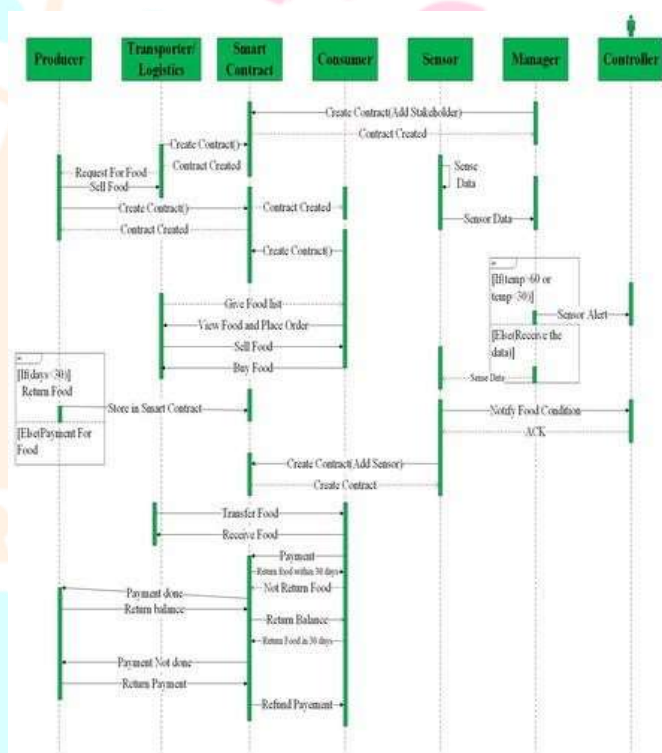 Producer
Transporter/
Logistics
Smart
Contract
Consumer
Sensor
Manager
Controller
Create Contract(Add Stakeholder)
Contract Created
Create Contract()
Contract Created
Request For Food
Sell Food
Sense
Data
Create Contract()
Contract Created
Sensor Data
Contract Created
Create Contract()
[If(temp>60 or
temp<30)]
Give Food list
Sensor Alert
View Food and Place Order
[Else(Receive the
data)]
Sell Food
Buy Food
[If(days<30)]
Return Food
Sense Data
Store in Smart Contract
Notify Food Condition
[Else(Payment For
Food
ACK
Create Contract(Add Sensor)
Create Contract
Transfer Food
Receive Food
Payment
Return food within 30 days
Not Return Food
Payment done
Return balance
Return Balance
Return Food in 30 days
Payment Not done
Return Payment
Refund Payement